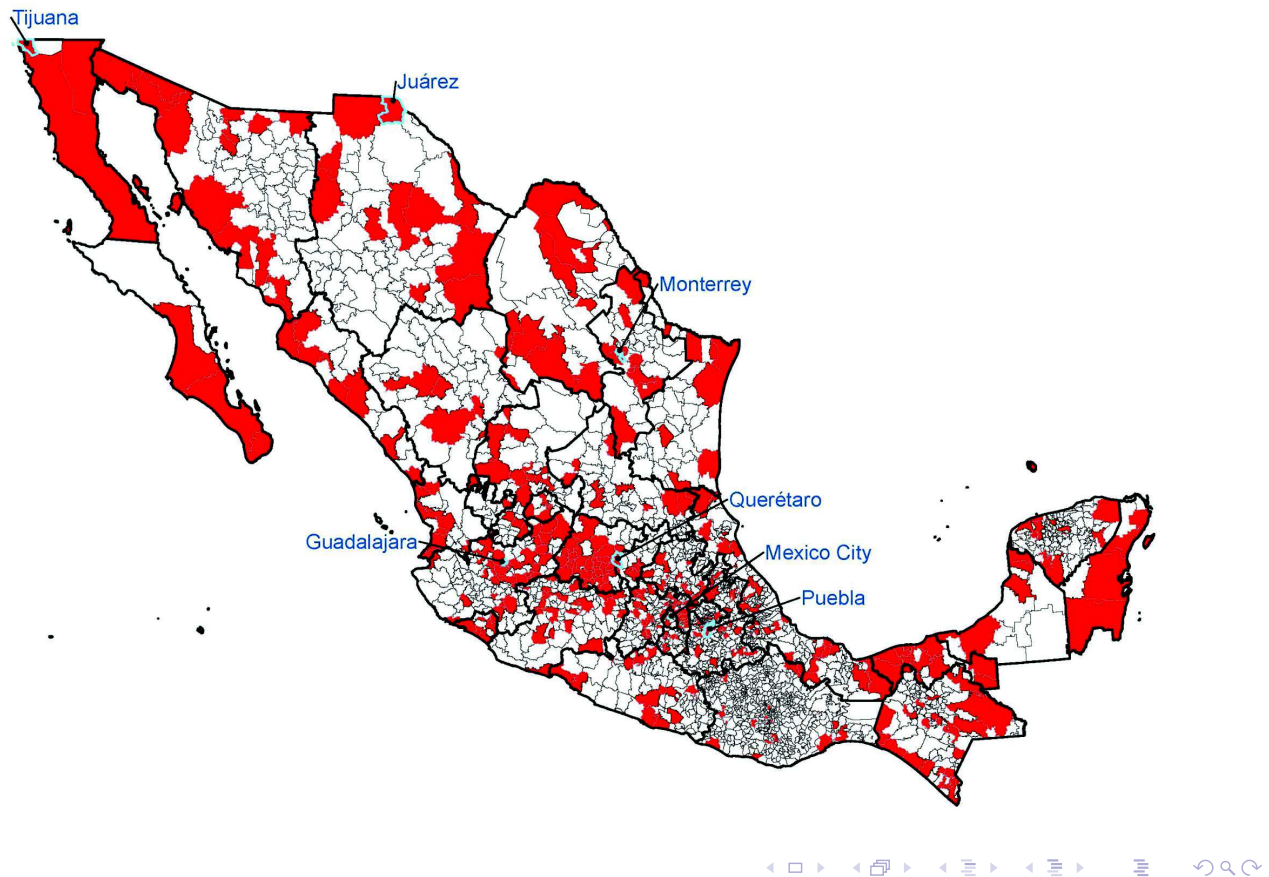 Tijuana
Juárez
Monterrey
Querétaro
Guadalajara
Mexico City
Puebla